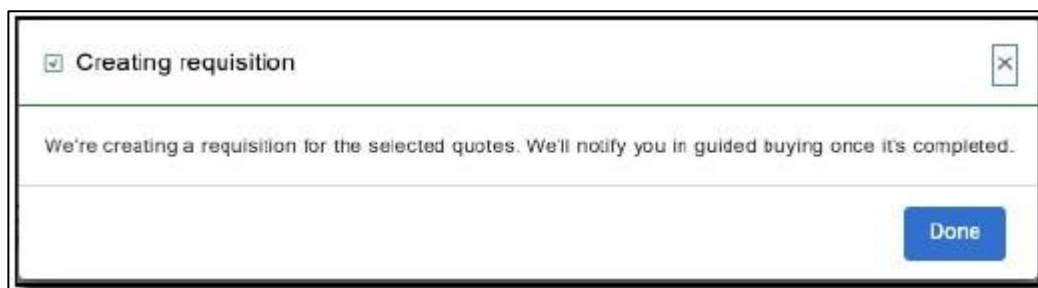 Creating requisition
We're creating a requisition for the selected quotes. We'll notify you in guided buying once it's completed.
Done